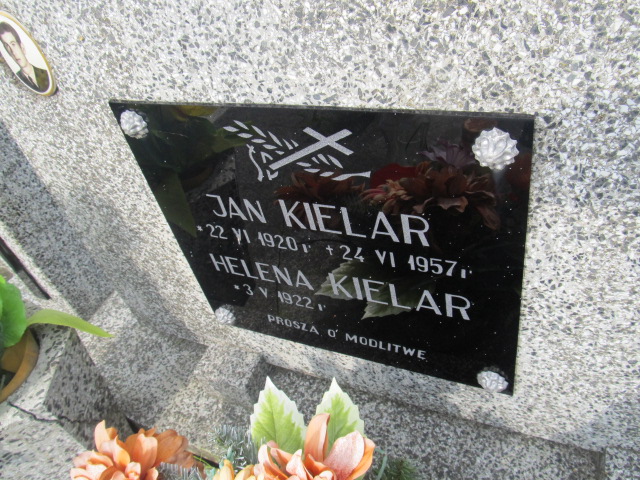 JAN KIELAR
*22 VI 1920 r + 24 VI 1957 r
HELENA KIELAR
*3 V 1922 r
PROSZĄ O MODLITWĘ